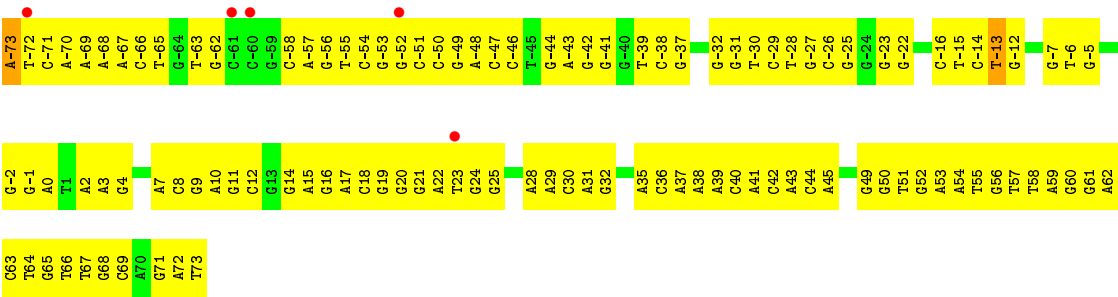 A-73 T-72 C-71 A-70 A-69 A-68 A-67 C-66 T-65 G-64 T-63 G-62 C-61 C-60 G-59 C-58 A-57 G-56 T-55 C-54 G-53 G-52 C-51 C-50 G-49 A-48 C-47 C-46 T-45 G-44 A-43 G-42 G-41 G-40 T-39 C-38 G-37 G-32 G-31 T-30 C-29 T-28 G-27 C-26 G-25 G-24 G-23 G-22 C-16 T-15 C-14 T-13 G-12 G-7 T-6 G-5
G-2 G-1 A0 T1 A2 A3 G4 A7 C8 G9 A10 G11 C12 G13 G14 A15 G16 A17 C18 G19 G20 G21 A22 T23 G24 G25 A28 A29 C30 A31 G32 A35 C36 A37 A38 A39 C40 A41 C42 A43 C44 A45 G49 G50 T51 G52 A53 A54 T55 G56 T57 T58 A59 G60 G61 A62
C63 T64 G65 T66 T67 G68 C69 A70 G71 A72 T73